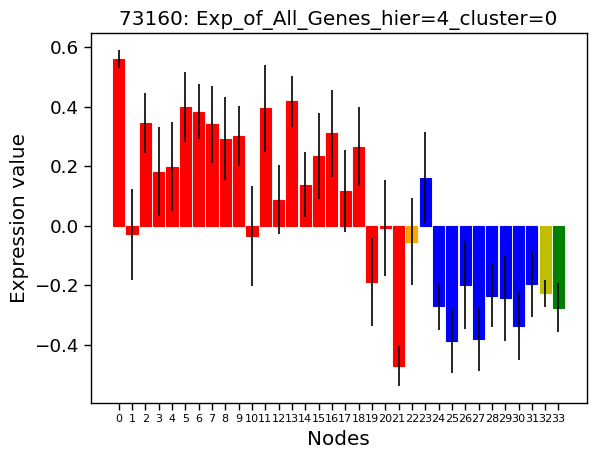 73160: Exp_of_All_Genes_hier=4_cluster=0
Expression value
0.6
0.4
0.2
0.0
−0.2
−0.4
0 1 2 3 4 5 6 7 8 9 10 11 12 13 14 15 16 17 18 19 20 21 22 23 24 25 26 27 28 29 30 31 32 33
Nodes